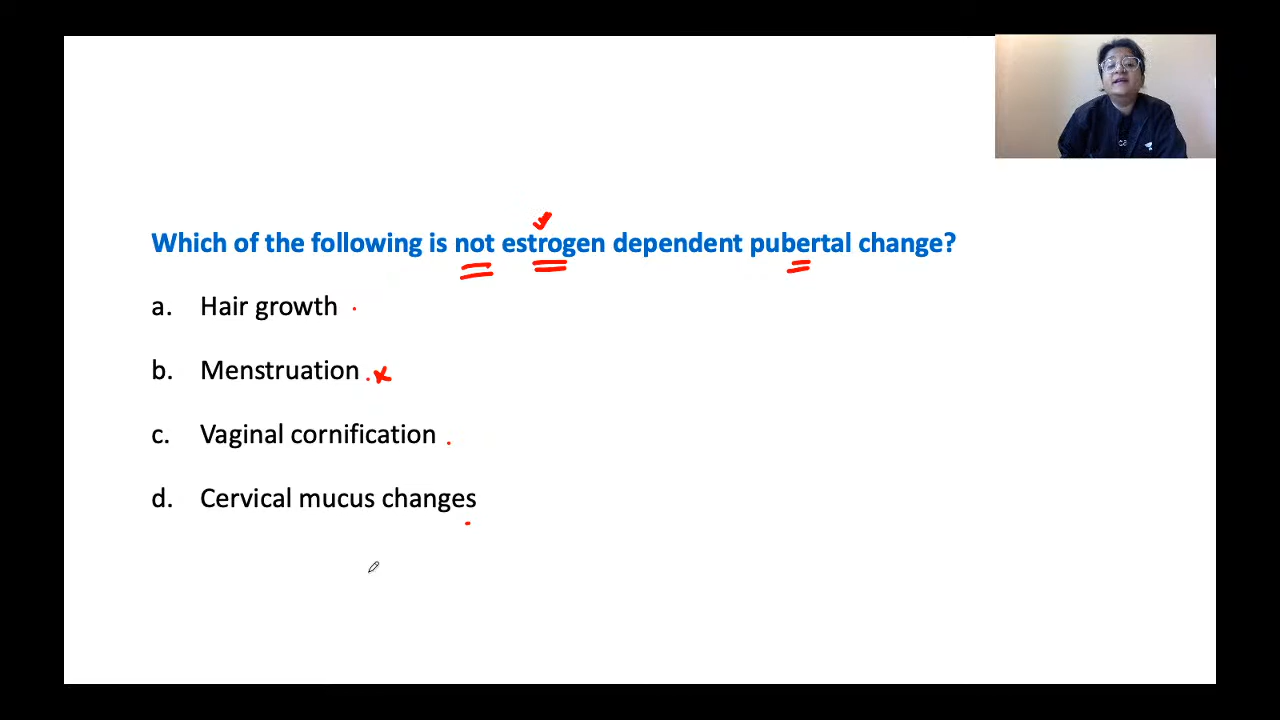 Which of the following is not estrogen dependent pubertal change?
a. Hair growth
b. Menstruation
c. Vaginal cornification
d. Cervical mucus changes